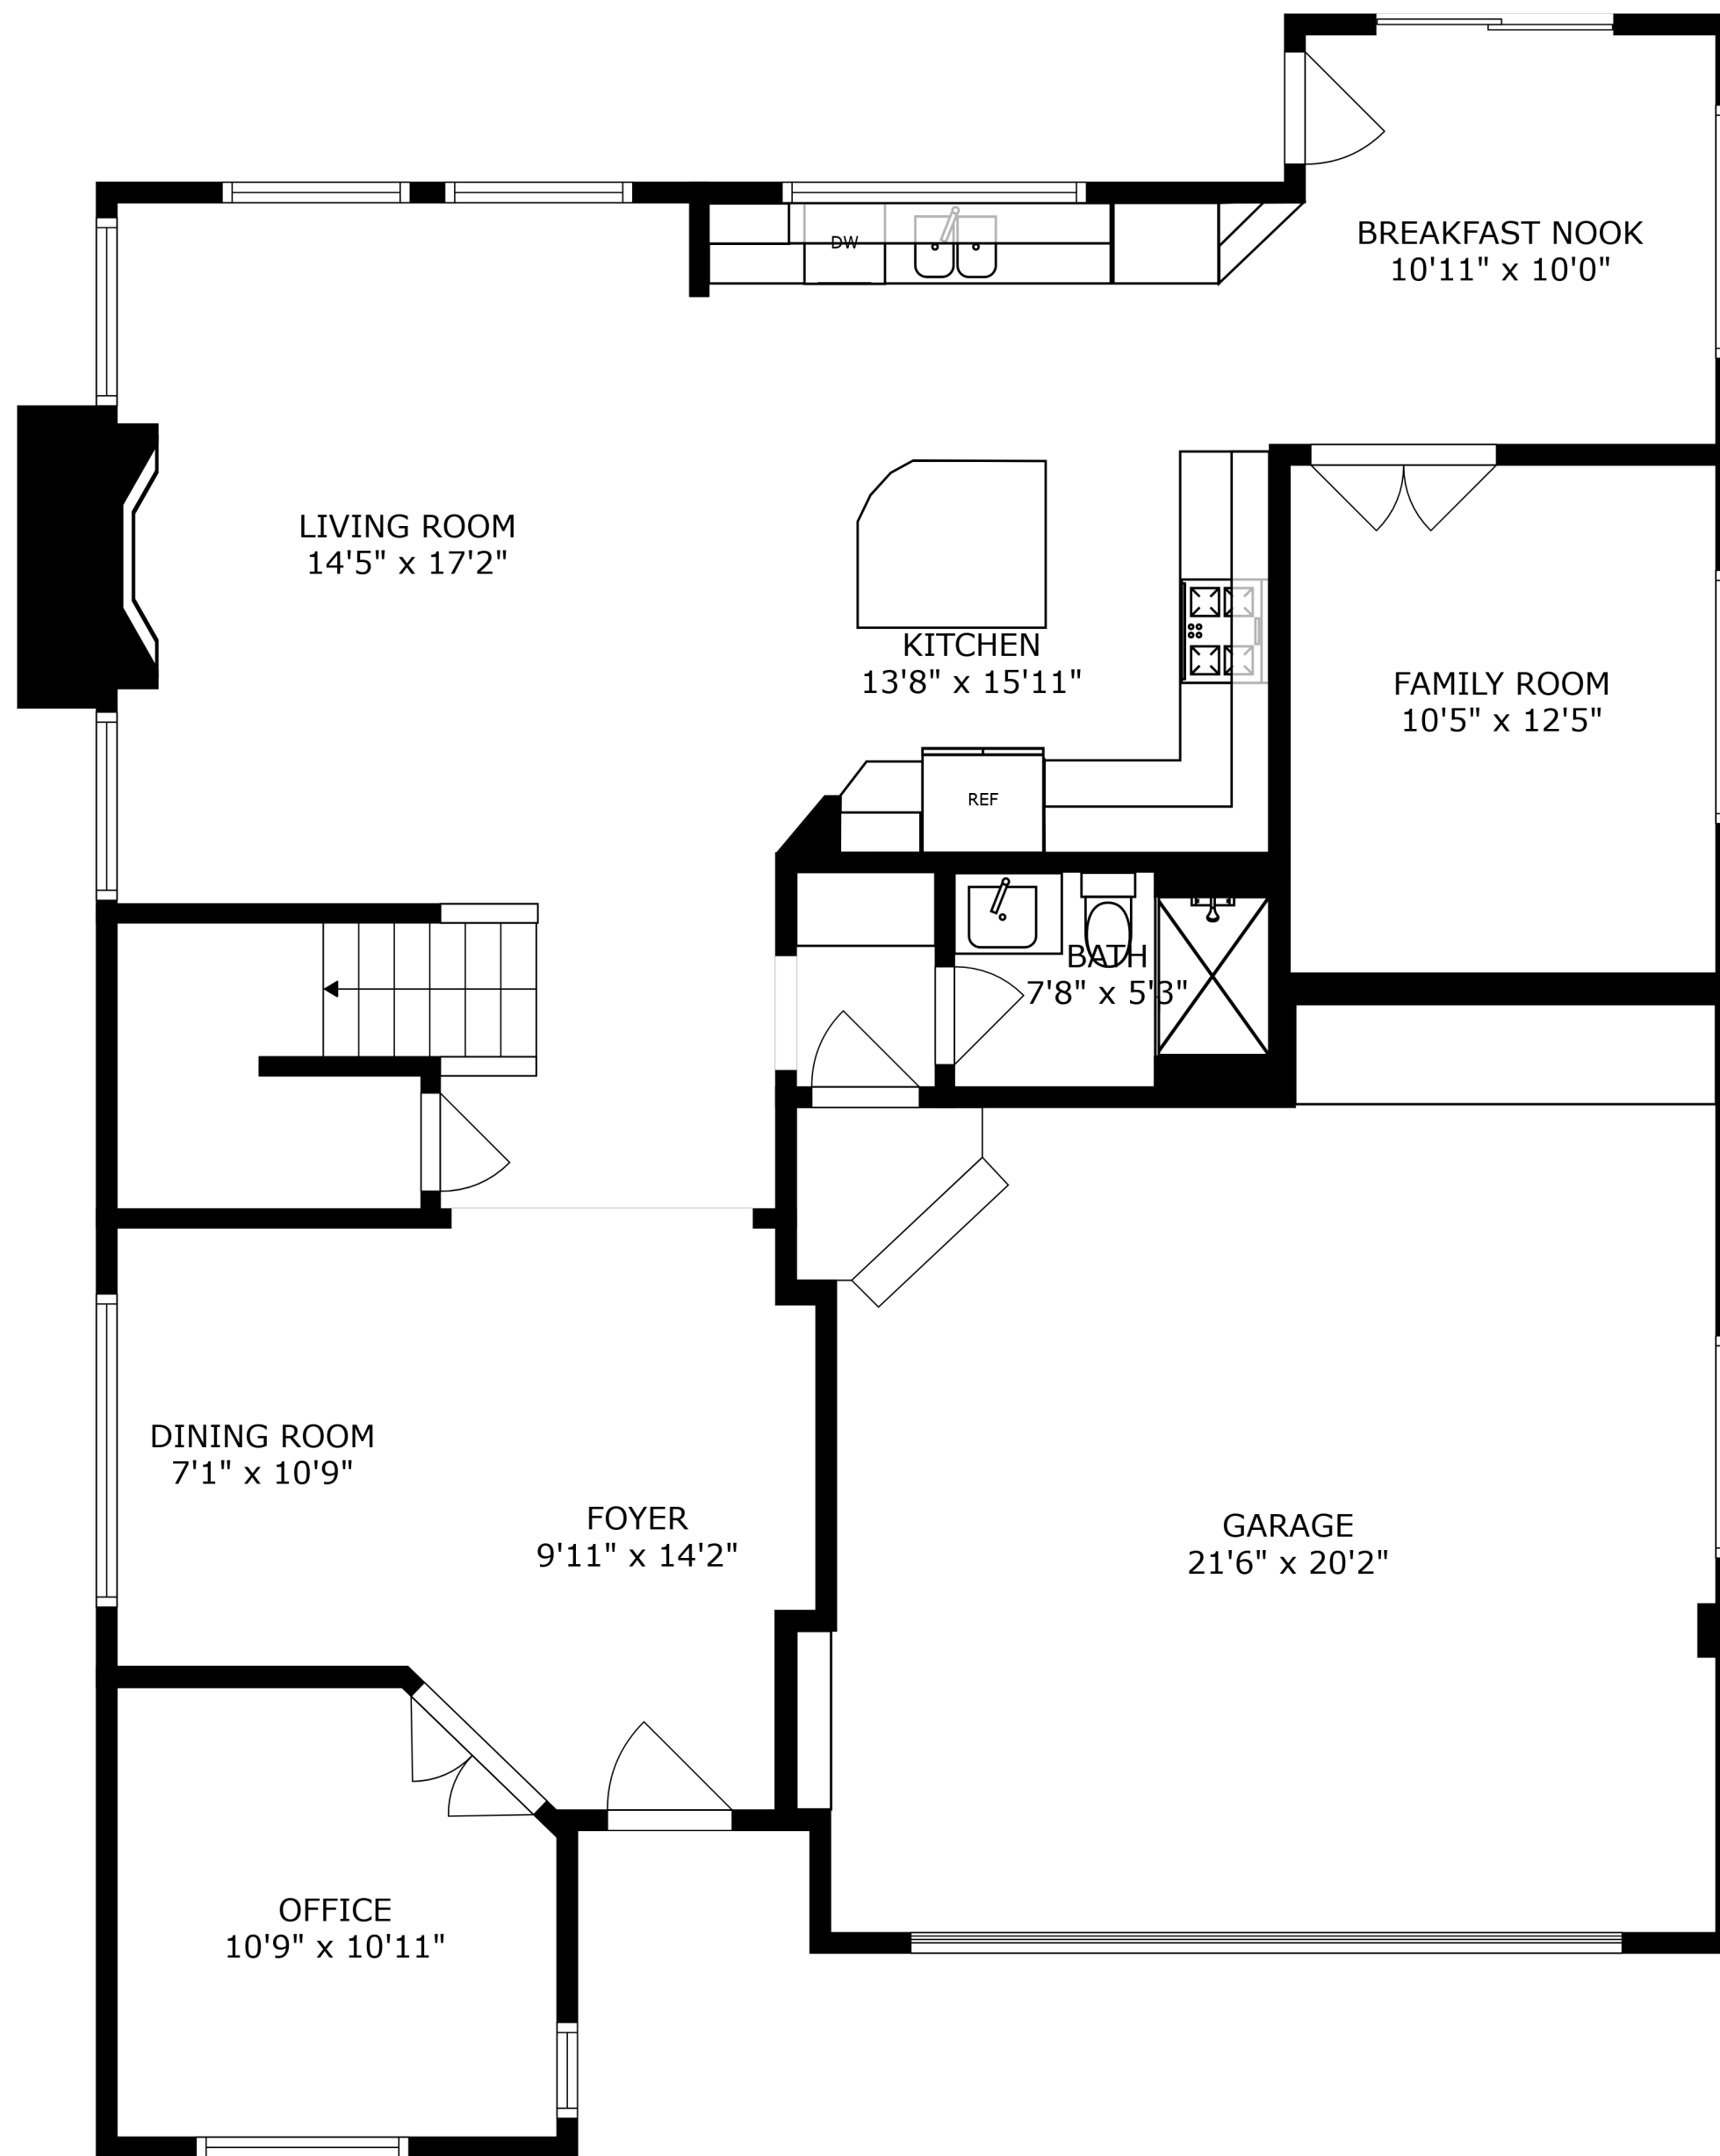 BREAKFAST NOOK
10'11" x 10'0"
DW
LIVING ROOM
14'5" x 17'2"
KITCHEN
13'8" x 15'11"
FAMILY ROOM
10'5" x 12'5"
REF
BATH
7'8" x 5'3"
DINING ROOM
7'1" x 10'9"
FOYER
9'11" x 14'2"
GARAGE
21'6" x 20'2"
OFFICE
10'9" x 10'11"